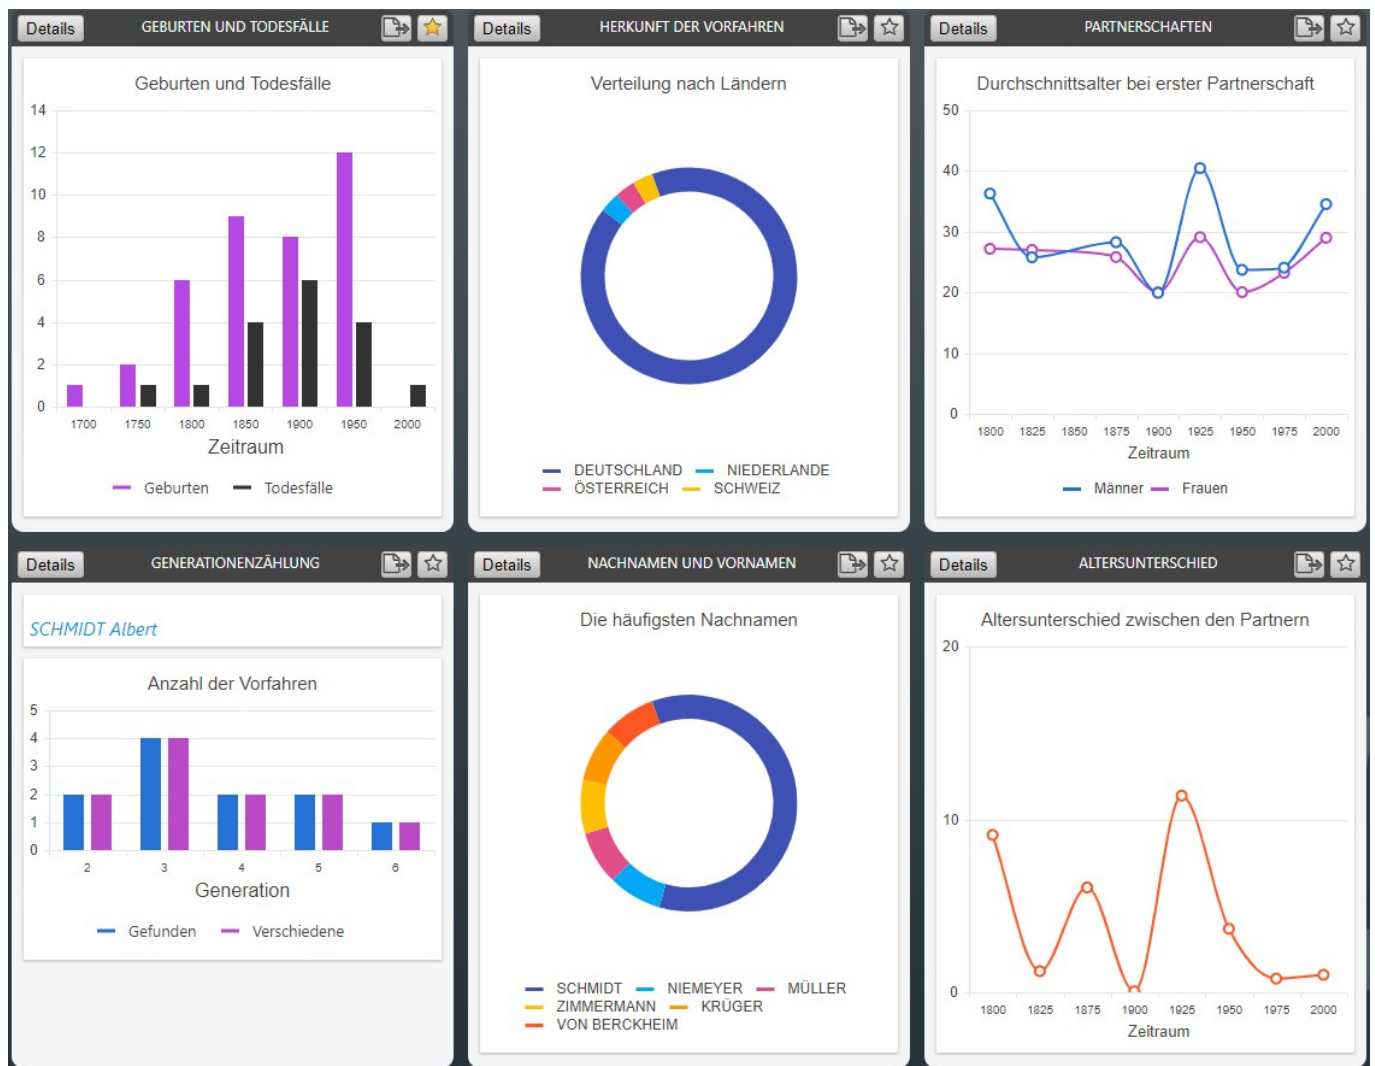 Details GEBURTEN UND TODESFÄLLE
Geburten und Todesfälle
14
12
10
8
6
4
2
0
1700 1750 1800 1850 1900 1950 2000
Zeitraum
Geburten Todesfälle
Details HERKUNFT DER VORFAHREN
Verteilung nach Ländern
DEUTSCHLAND NIEDERLANDE
ÖSTERREICH SCHWEIZ
Details PARTNERSCHAFTEN
Durchschnittsalter bei erster Partnerschaft
50
40
30
20
10
0
1800 1825 1850 1875 1900 1925 1950 1975 2000
Zeitraum
Männer Frauen
Details GENERATIONENZÄHLUNG
SCHMIDT Albert
Anzahl der Vorfahren
5
4
3
2
1
0
2 3 4 5 6
Generation
Gefunden Verschiedene
Details NACHNAMEN UND VORNAMEN
Die häufigsten Nachnamen
SCHMIDT NIEMEYER MÜLLER
ZIMMERMANN KRÜGER
VON BERCKHEIM
Details ALTERSUNTERSCHIED
Altersunterschied zwischen den Partnern
20
10
0
1800 1825 1875 1900 1925 1950 1975 2000
Zeitraum